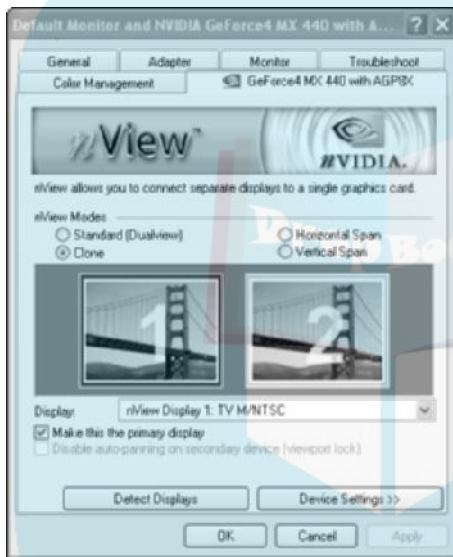 Default Monitor and NVIDIA GeForce4 MX 440 with A...
General Adapter Monitor Troubleshoot
Color Management GeForce4 MX 440 with AGP8X
nView™
NVIDIA.
nView allows you to connect separate displays to a single graphics card.
nView Modes
Standard (Dualview) Horizontal Span
Clone Vertical Span
1 2
Display: nView Display 1: TV M/NTSC
Make this the primary display
Disable auto-panning on secondary device (viewport lock)
Detect Displays Device Settings >>
OK Cancel Apply